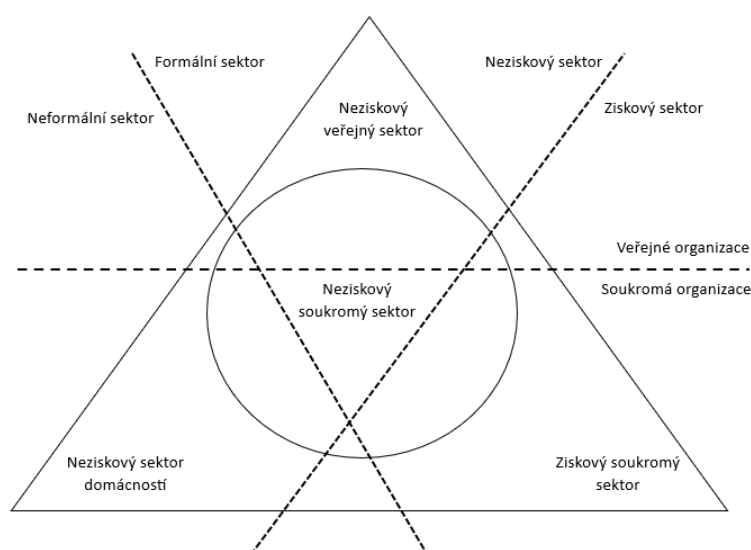 Formální sektor
Neziskový sektor
Neformální sektor
Neziskový
veřejný sektor
Ziskový sektor
Veřejné organizace
Soukromá organizace
Neziskový
soukromý sektor
Neziskový sektor
domácností
Ziskový soukromý
sektor